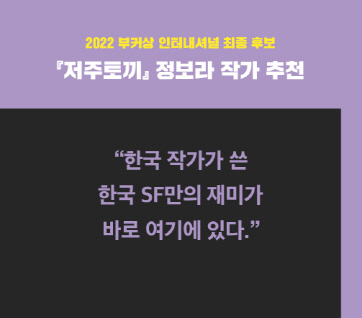 2022 부커상 인터내셔널 최종 후보
『저주토끼』 정보라 작가 추천
“한국 작가가 쓴
한국 SF만의 재미가
바로 여기에 있다.”